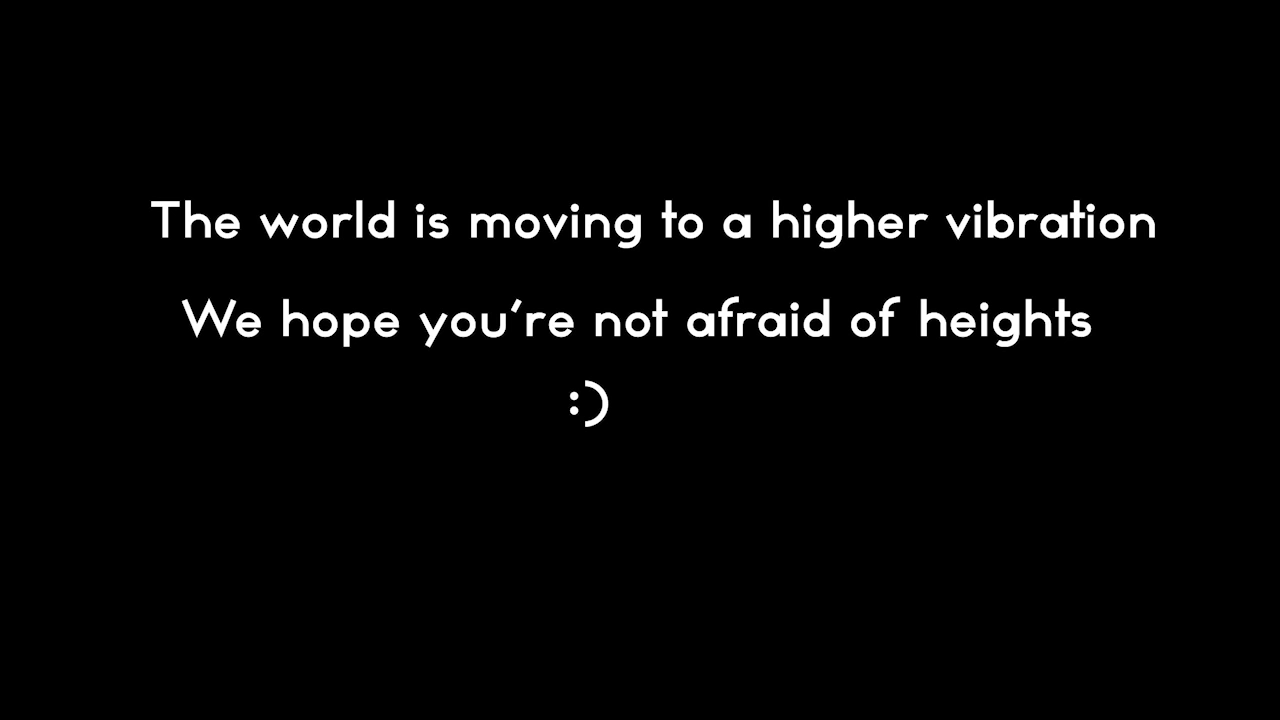 The world is moving to a higher vibration
We hope you're not afraid of heights
:)